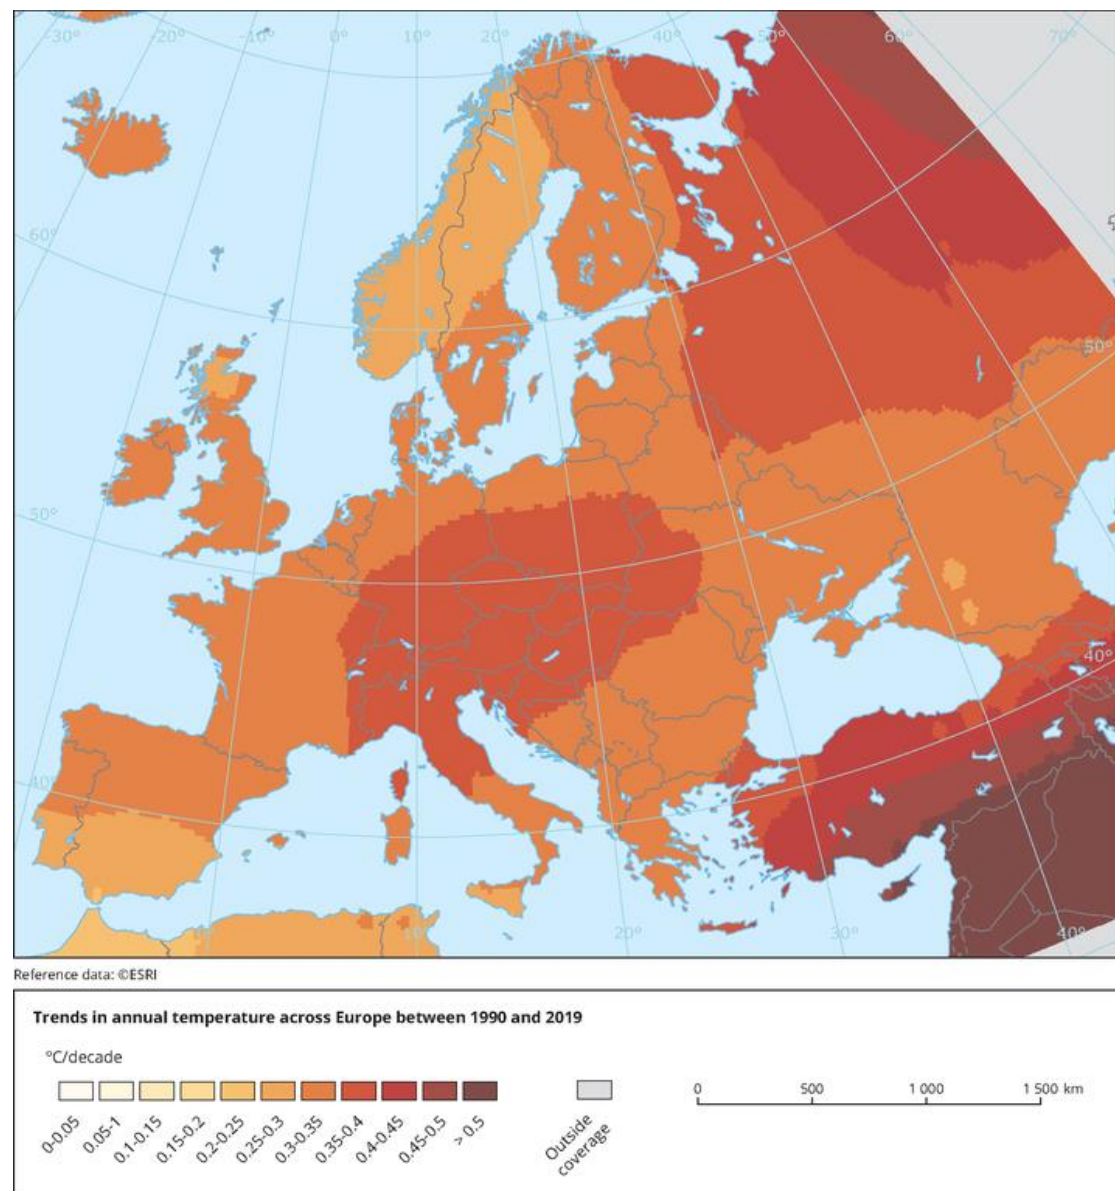 -30° -20° -10° 0° 10° 20° 30° 40° 50° 60° 70°
60°
50°
50°
40°
40°
0° 10° 20° 30° 40°
Reference data: ©ESRI
Trends in annual temperature across Europe between 1990 and 2019
°C/decade
0-0.05 0.05-1 0.1-0.15 0.15-0.2 0.2-0.25 0.25-0.3 0.3-0.35 0.35-0.4 0.4-0.45 0.45-0.5 > 0.5
Outside
coverage
0 500 1 000 1 500 km